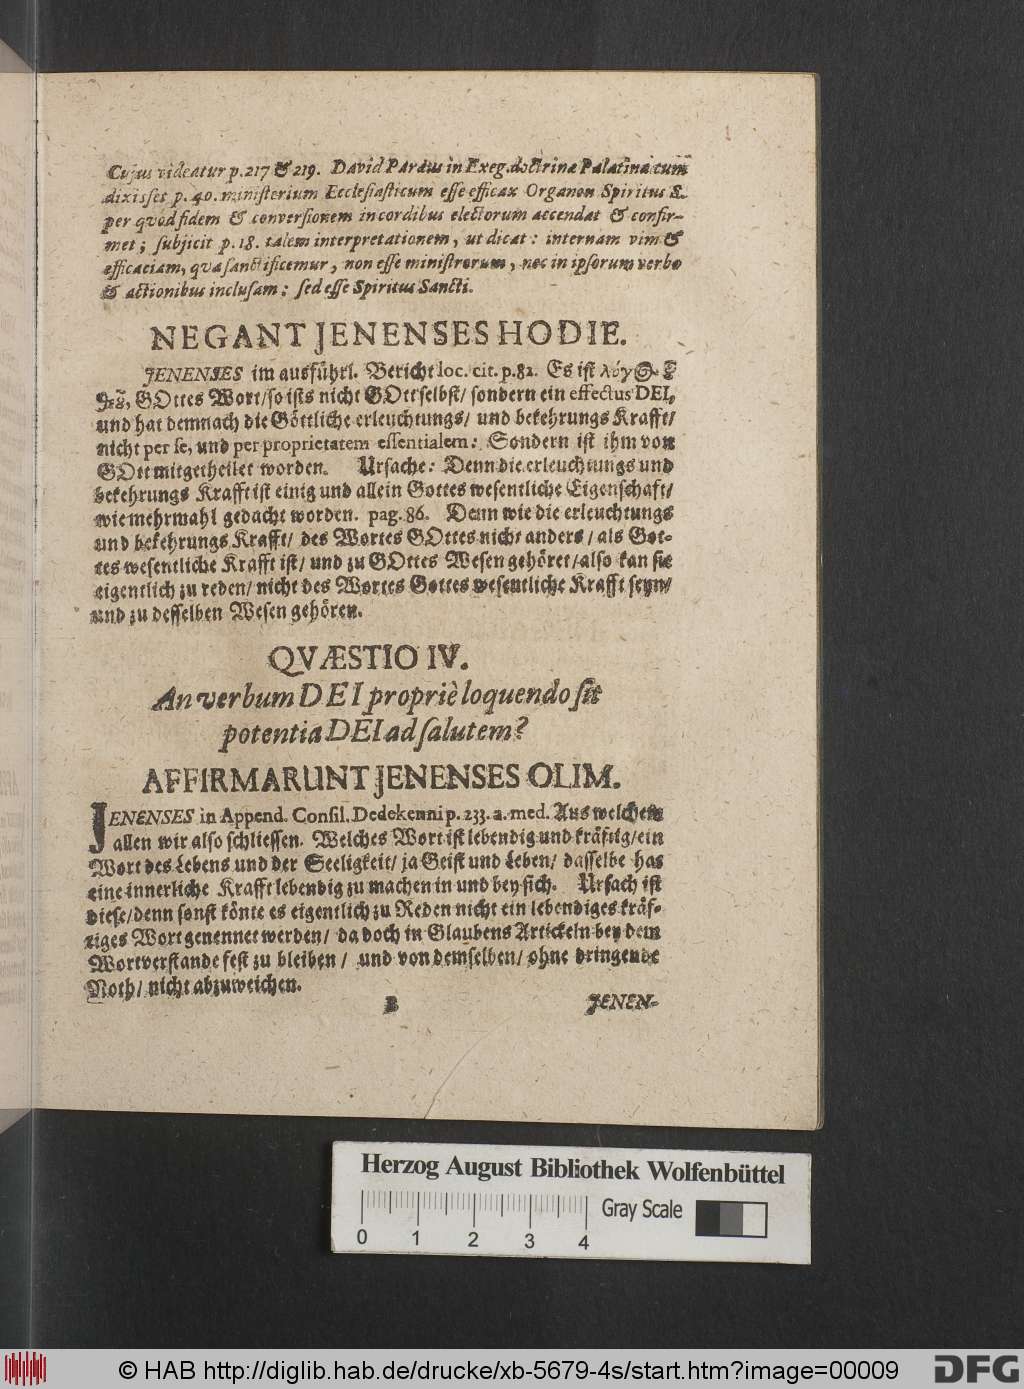 Cujus videatur p. 217 & 219. David Paræus in Exeg. doctrinæ Palatinæ cum
dixisset p. 40. ministerium Ecclesiasticum esse efficax Organon Spiritus S.
per quod fidem & conversionem in cordibus electorum accendat & confir-
met; subjicit p. 18. talem interpretationem, ut dicat: internam vim &
efficaciam, qua sanctificemur, non esse ministrorum, nec in ipsorum verbo
& actionibus inclusam: sed esse Spiritus Sancti.
NEGANT JENENSES HODIE.
JENENSES im ausführl. Bericht loc. cit. p. 82. Es ist λόγος τ͂
Θε͂, GOttes Wort/ so ists nicht GOtt selbst/ sondern ein effectus DEI,
und hat demnach die Göttliche erleuchtungs/ und bekehrungs Krafft/
nicht per se, und per proprietatem essentialem: Sondern ist ihm von
GOtt mitgetheilet worden. Ursache: Denn die erleuchtungs und
bekehrungs Krafft ist einig und allein Gottes wesentliche Eigenschaft/
wie mehrmahl gedacht worden. pag. 86. Denn wie die erleuchtungs
und bekehrungs Krafft/ des Wortes GOttes nicht anders/ als Got-
tes wesentliche Krafft ist/ und zu GOttes Wesen gehöret/ also kan sie
eigentlich zu reden/ nicht des Wortes Gottes wesentliche Krafft seyn/
und zu desselben Wesen gehören.
QVÆSTIO IV.
An verbum DEI propriè loquendo sit
potentia DEI ad salutem?
AFFIRMARUNT JENENSES OLIM.
JENENSES in Append. Consil. Dedekenni p. 233. a. med. Aus welchem
allen wir also schliessen. Welches Wort ist lebendig und kräftig/ ein
Wort des Lebens und der Seeligkeit/ ja Geist und Leben/ dasselbe hat
eine innerliche Krafft lebendig zu machen in und bey sich. Ursach ist
diese/ denn sonst könte es eigentlich zu Reden nicht ein lebendiges kräf-
tiges Wort genennet werden/ da doch in Glaubens Artickeln bey dem
Wortverstande fest zu bleiben/ und von demselben/ ohne dringende
Noth/ nicht abzuweichen.
B JENEN-
Herzog August Bibliothek Wolfenbüttel
Gray Scale
0 1 2 3 4
© HAB http://diglib.hab.de/drucke/xb-5679-4s/start.htm?image=00009
DFG